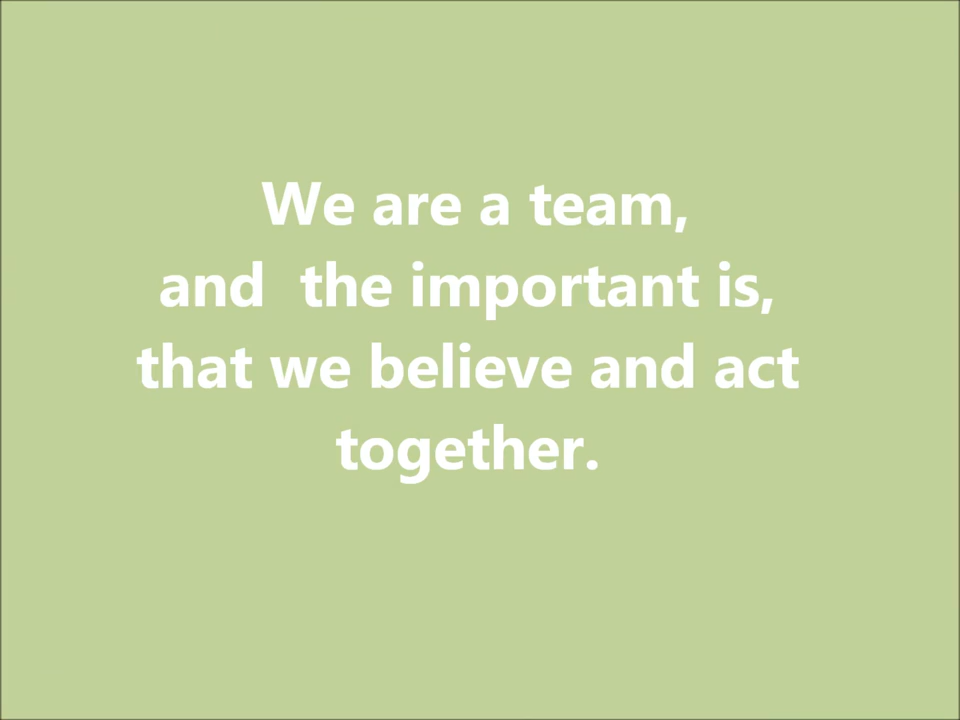 We are a team,
and  the important is,
that we believe and act
together.